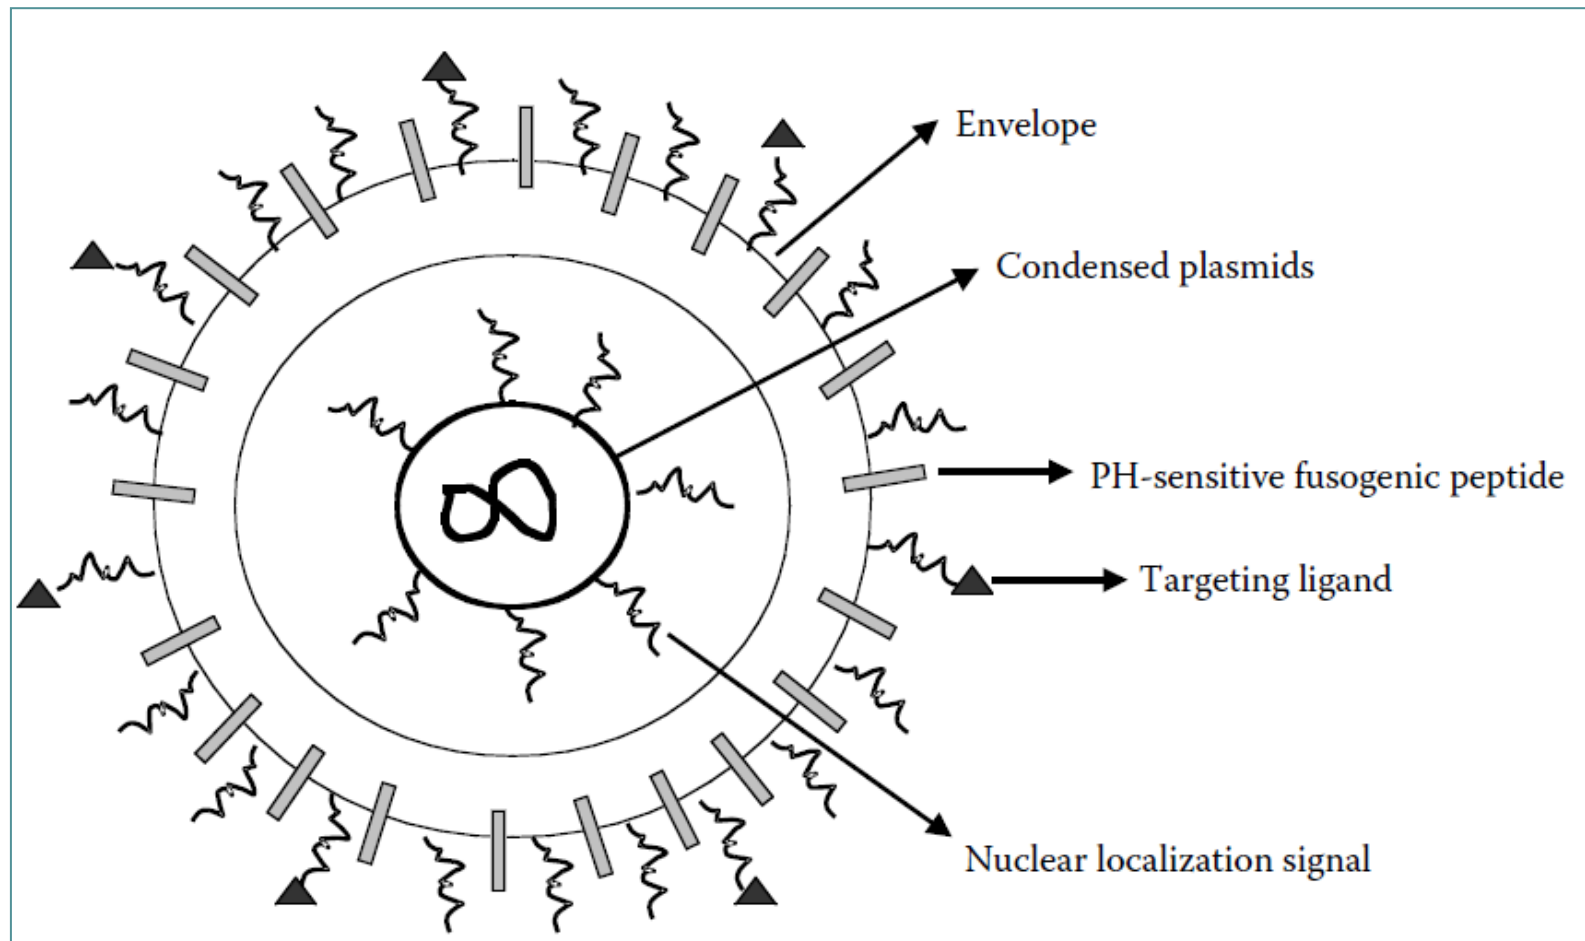 Envelope
Condensed plasmids
PH-sensitive fusogenic peptide
Targeting ligand
Nuclear localization signal